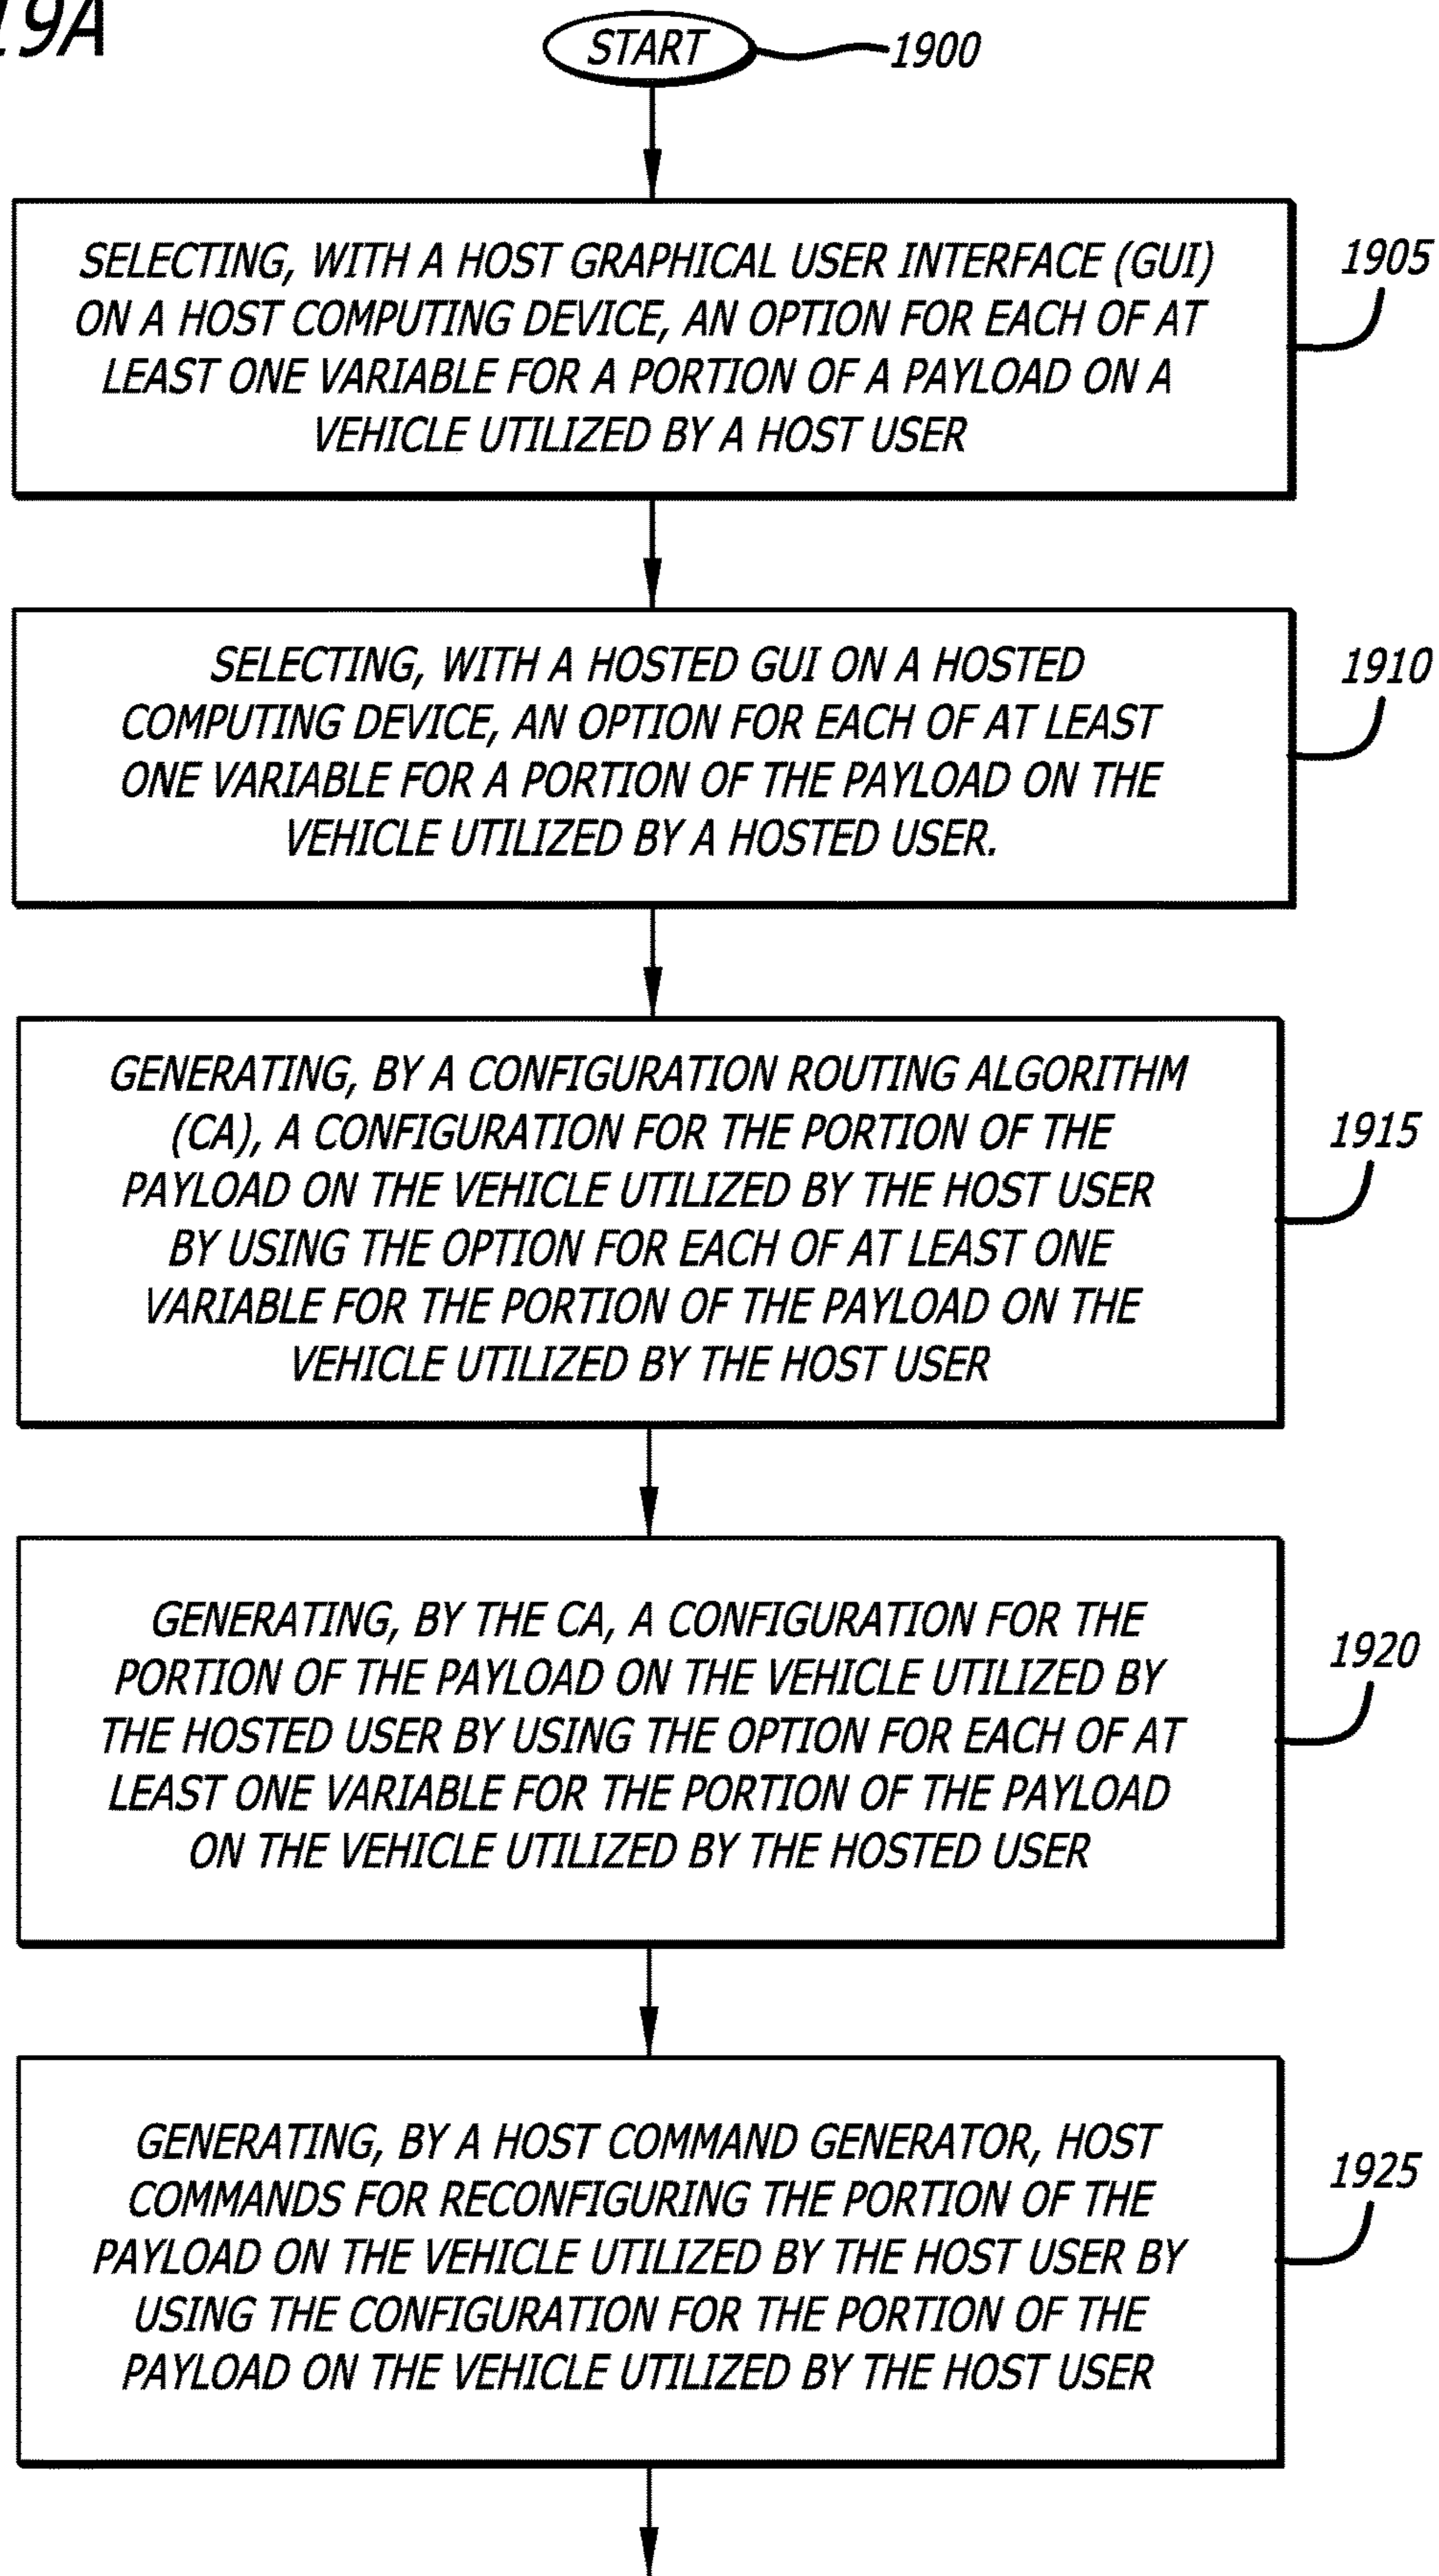 19A
START
1900
SELECTING, WITH A HOST GRAPHICAL USER INTERFACE (GUI)
ON A HOST COMPUTING DEVICE, AN OPTION FOR EACH OF AT
LEAST ONE VARIABLE FOR A PORTION OF A PAYLOAD ON A
VEHICLE UTILIZED BY A HOST USER
1905
SELECTING, WITH A HOSTED GUI ON A HOSTED
COMPUTING DEVICE, AN OPTION FOR EACH OF AT LEAST
ONE VARIABLE FOR A PORTION OF THE PAYLOAD ON THE
VEHICLE UTILIZED BY A HOSTED USER.
1910
GENERATING, BY A CONFIGURATION ROUTING ALGORITHM
(CA), A CONFIGURATION FOR THE PORTION OF THE
PAYLOAD ON THE VEHICLE UTILIZED BY THE HOST USER
BY USING THE OPTION FOR EACH OF AT LEAST ONE
VARIABLE FOR THE PORTION OF THE PAYLOAD ON THE
VEHICLE UTILIZED BY THE HOST USER
1915
GENERATING, BY THE CA, A CONFIGURATION FOR THE
PORTION OF THE PAYLOAD ON THE VEHICLE UTILIZED BY
THE HOSTED USER BY USING THE OPTION FOR EACH OF AT
LEAST ONE VARIABLE FOR THE PORTION OF THE PAYLOAD
ON THE VEHICLE UTILIZED BY THE HOSTED USER
1920
GENERATING, BY A HOST COMMAND GENERATOR, HOST
COMMANDS FOR RECONFIGURING THE PORTION OF THE
PAYLOAD ON THE VEHICLE UTILIZED BY THE HOST USER BY
USING THE CONFIGURATION FOR THE PORTION OF THE
PAYLOAD ON THE VEHICLE UTILIZED BY THE HOST USER
1925